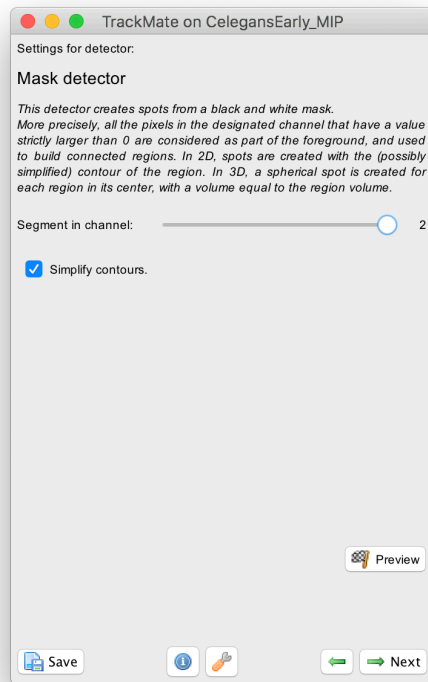 TrackMate on CelegansEarly_MIP
Settings for detector:
Mask detector
This detector creates spots from a black and white mask.
More precisely, all the pixels in the designated channel that have a value
strictly larger than 0 are considered as part of the foreground, and used
to build connected regions. In 2D, spots are created with the (possibly
simplified) contour of the region. In 3D, a spherical spot is created for
each region in its center, with a volume equal to the region volume.
Segment in channel: 2
Simplify contours.
Preview
Save Next